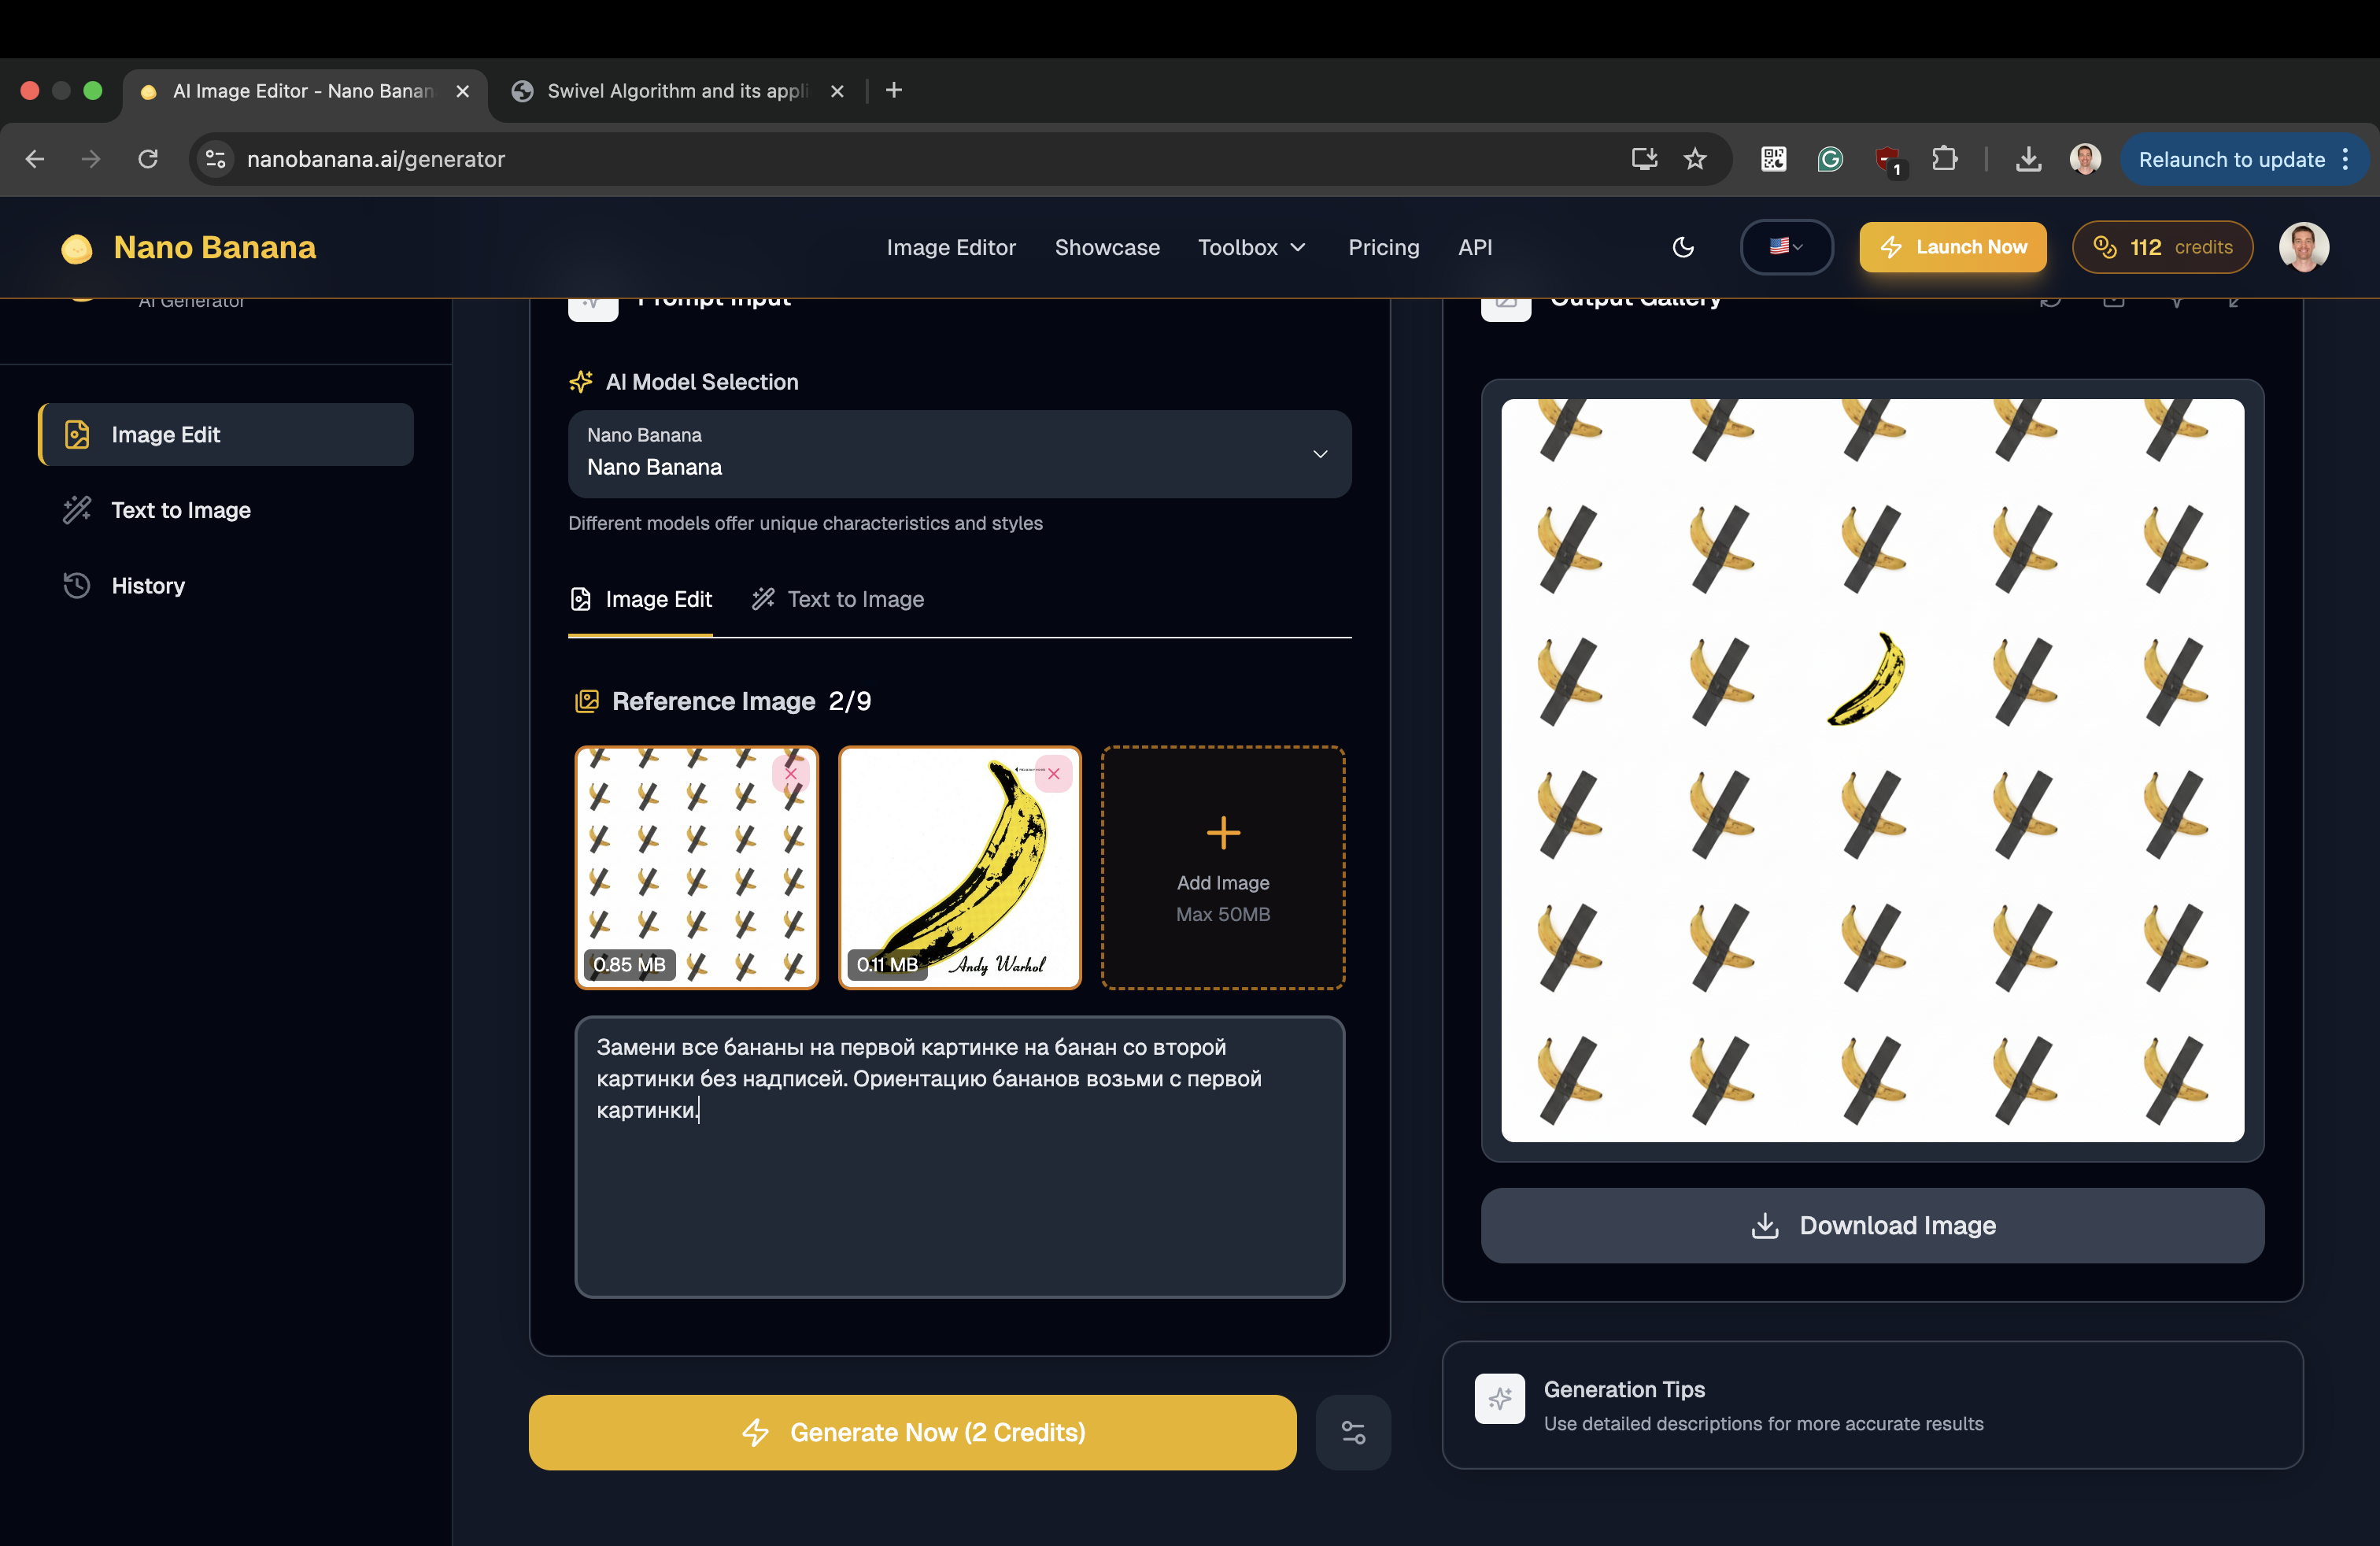 AI Image Editor - Nano Banan
Swivel Algorithm and its appli
nanobanana.ai/generator
1
Relaunch to update
Nano Banana
Image Editor
Showcase
Toolbox
Pricing
API
Launch Now
112 credits
AI Generator
Image Edit
Text to Image
History
Prompt Input
AI Model Selection
Nano Banana
Nano Banana
Different models offer unique characteristics and styles
Image Edit
Text to Image
Reference Image 2/9
0.85 MB
Andy Warhol
0.11 MB
Add Image
Max 50MB
Замени все бананы на первой картинке на банан со второй
картинки без надписей. Ориентацию бананов возьми с первой
картинки.
Generate Now (2 Credits)
Output Gallery
Download Image
Generation Tips
Use detailed descriptions for more accurate results